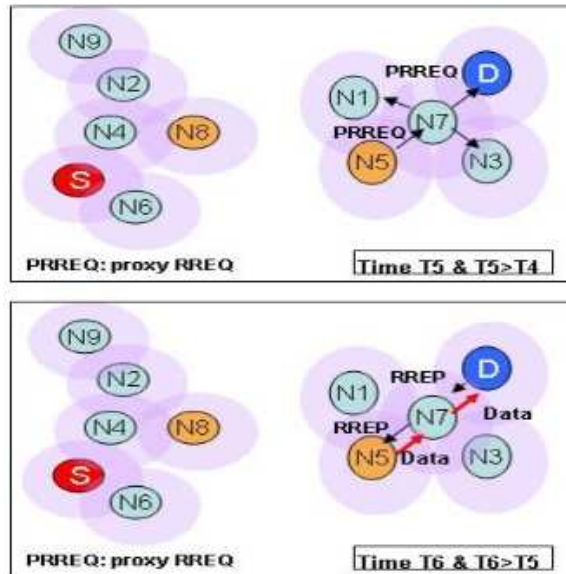 N9
N2
N4
N8
S
N6
PRREQ
D
N1
N7
PRREQ
N5
N3
PRREQ: proxy RREQ
Time T5 & T5>T4
N9
N2
N4
N8
S
N6
D
RREP
N1
N7
Data
RREP
N5
Data
N3
PRREQ: proxy RREQ
Time T6 & T6>T5